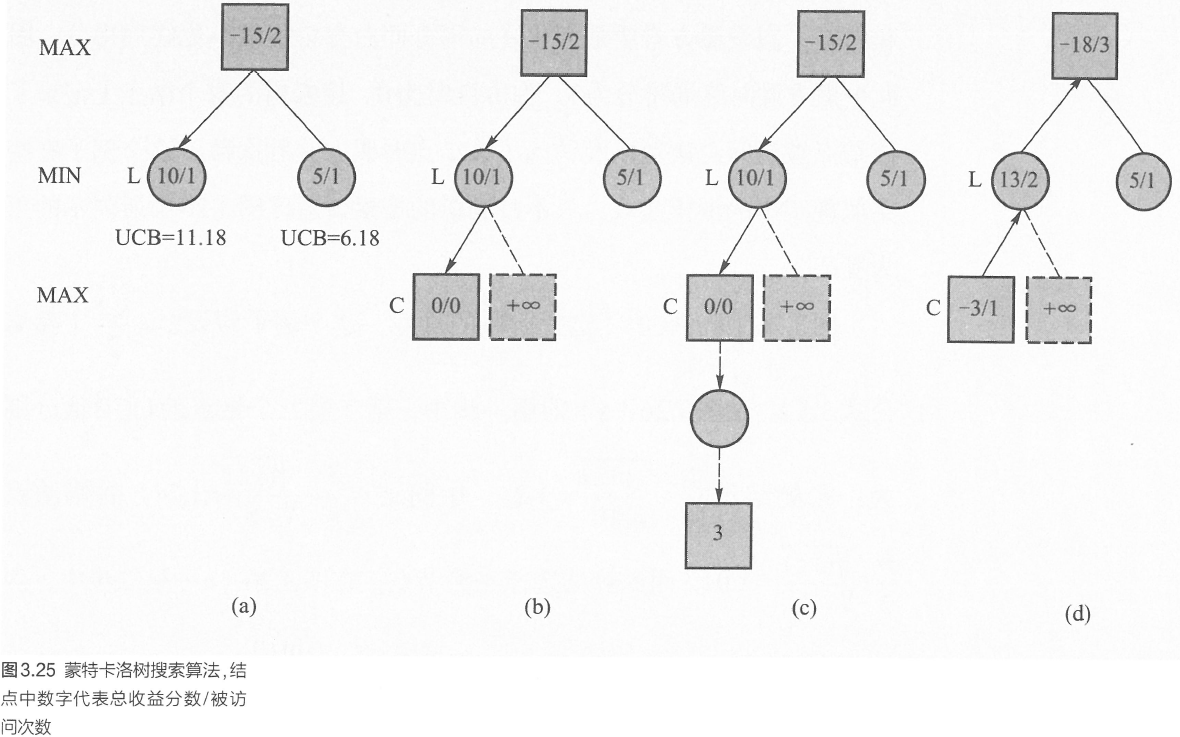 MAX
−15/2
−15/2
−15/2
−18/3
MIN
L
10/1
5/1
L
10/1
5/1
L
10/1
5/1
L
13/2
5/1
UCB=11.18
UCB=6.18
MAX
C
0/0
+∞
C
0/0
+∞
C
−3/1
+∞
3
(a)
(b)
(c)
(d)
图3.25 蒙特卡洛树搜索算法,结
点中数字代表总收益分数/被访
问次数